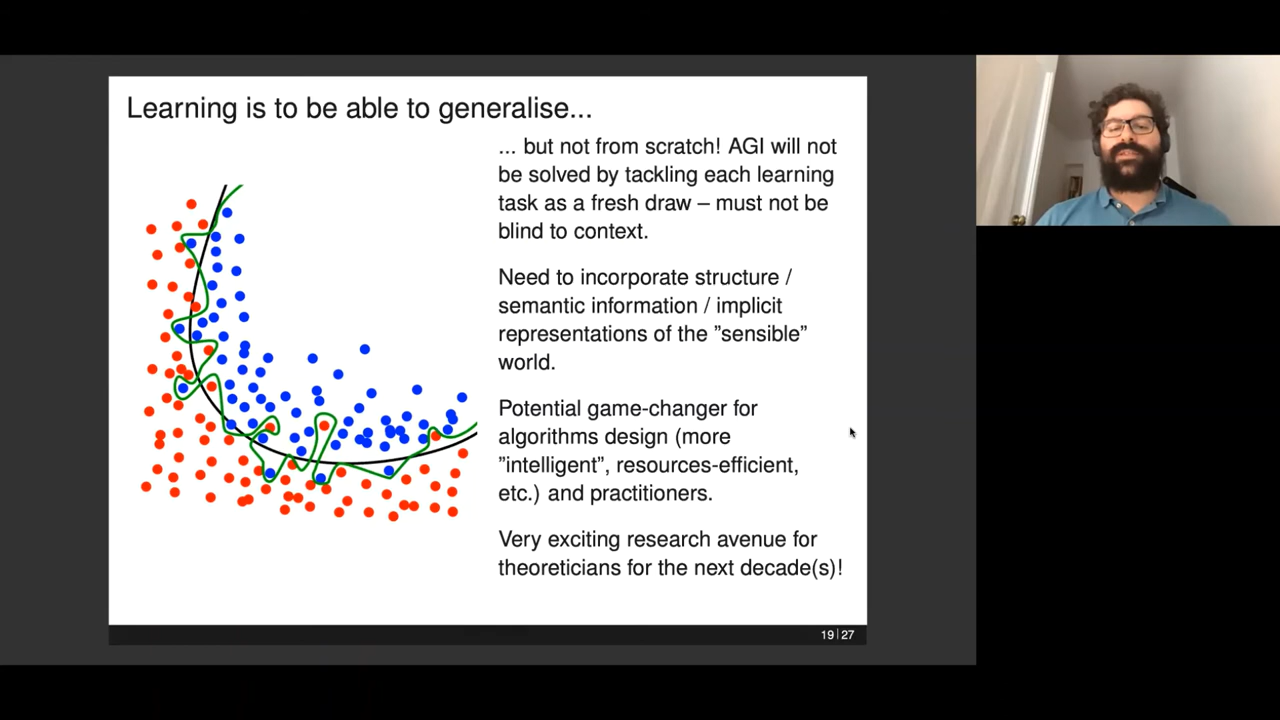 Learning is to be able to generalise...
... but not from scratch! AGI will not
be solved by tackling each learning
task as a fresh draw – must not be
blind to context.
Need to incorporate structure /
semantic information / implicit
representations of the ”sensible”
world.
Potential game-changer for
algorithms design (more
”intelligent”, resources-efficient,
etc.) and practitioners.
Very exciting research avenue for
theoreticians for the next decade(s)!
19|27